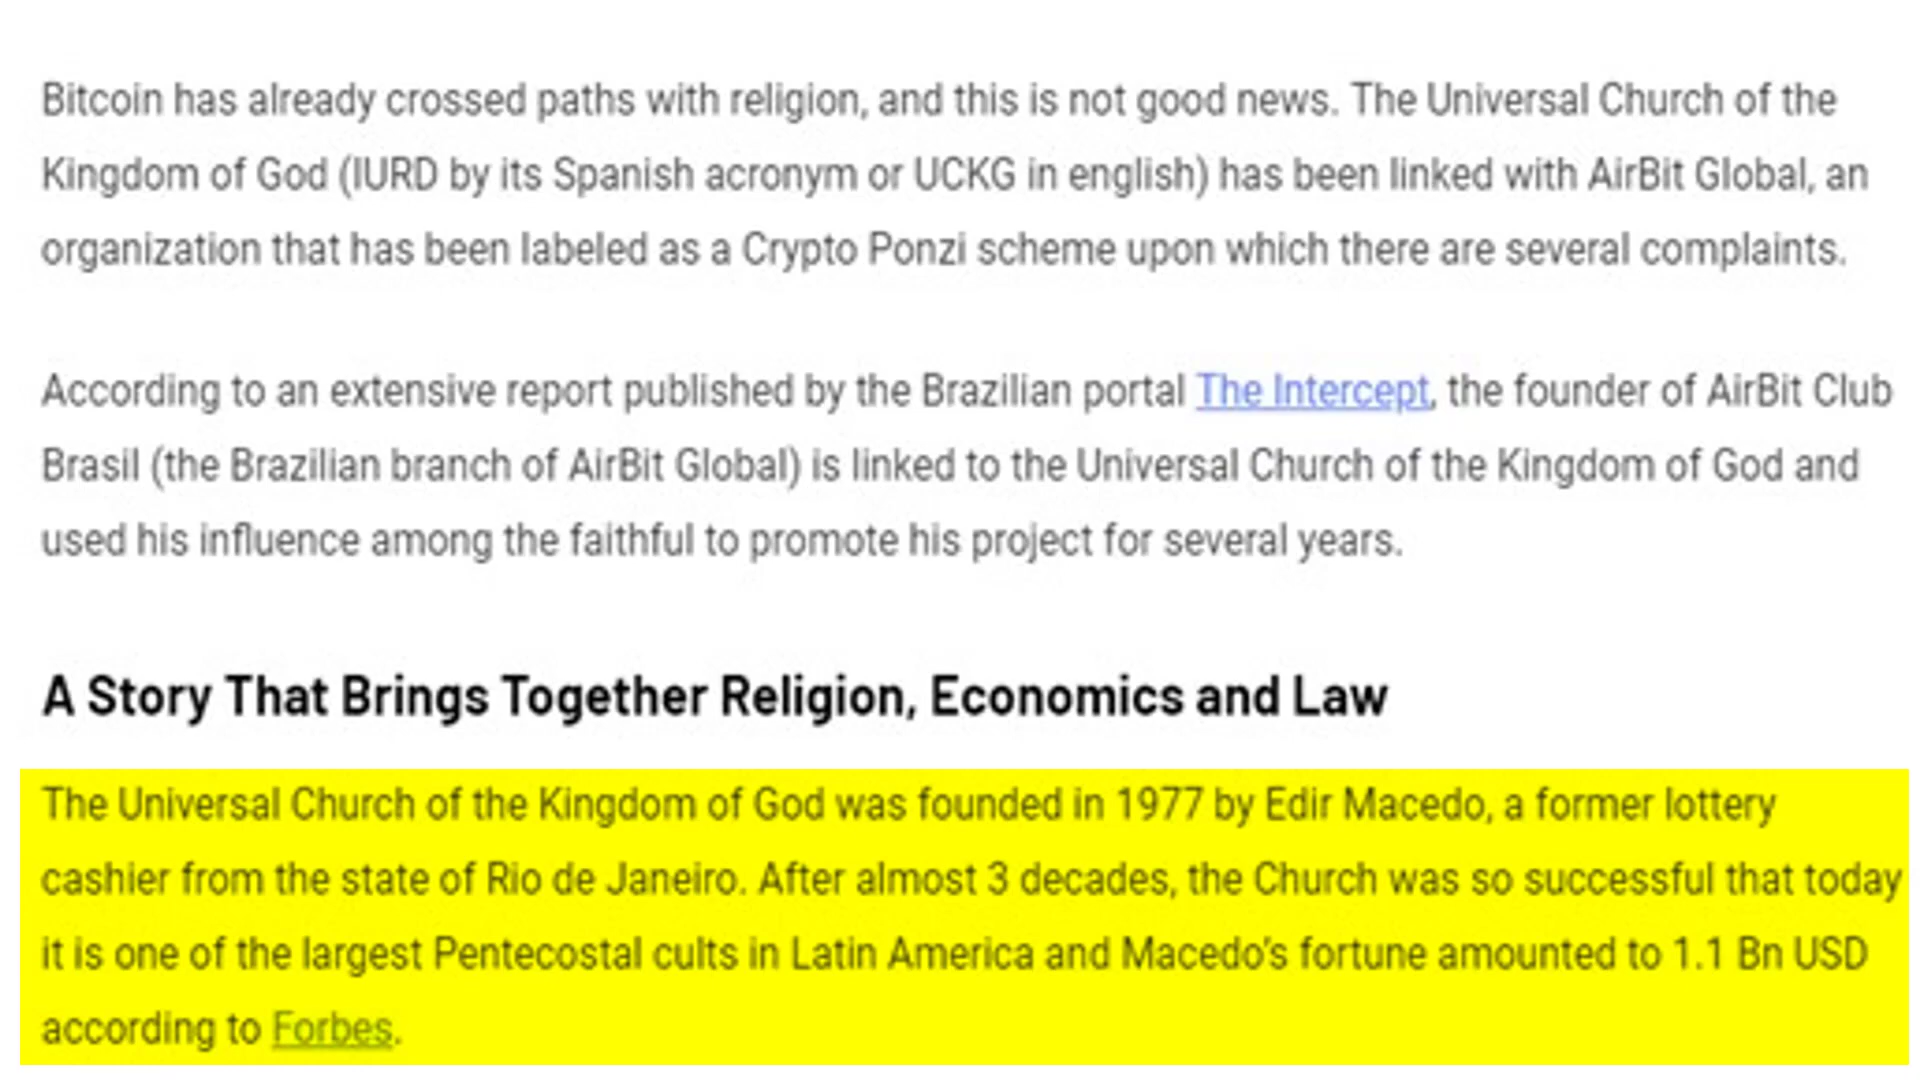 Bitcoin has already crossed paths with religion, and this is not good news. The Universal Church of the
Kingdom of God (IURD by its Spanish acronym or UCKG in english) has been linked with AirBit Global, an
organization that has been labeled as a Crypto Ponzi scheme upon which there are several complaints.
According to an extensive report published by the Brazilian portal The Intercept, the founder of AirBit Club
Brasil (the Brazilian branch of AirBit Global) is linked to the Universal Church of the Kingdom of God and
used his influence among the faithful to promote his project for several years.
A Story That Brings Together Religion, Economics and Law
The Universal Church of the Kingdom of God was founded in 1977 by Edir Macedo, a former lottery
cashier from the state of Rio de Janeiro. After almost 3 decades, the Church was so successful that today
it is one of the largest Pentecostal cults in Latin America and Macedo's fortune amounted to 1.1 Bn USD
according to Forbes.